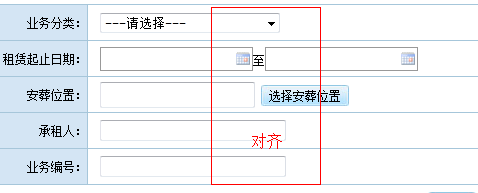 业务分类： ---请选择---
租赁起止日期： 至
安葬位置： 选择安葬位置
承租人：
对齐
业务编号：